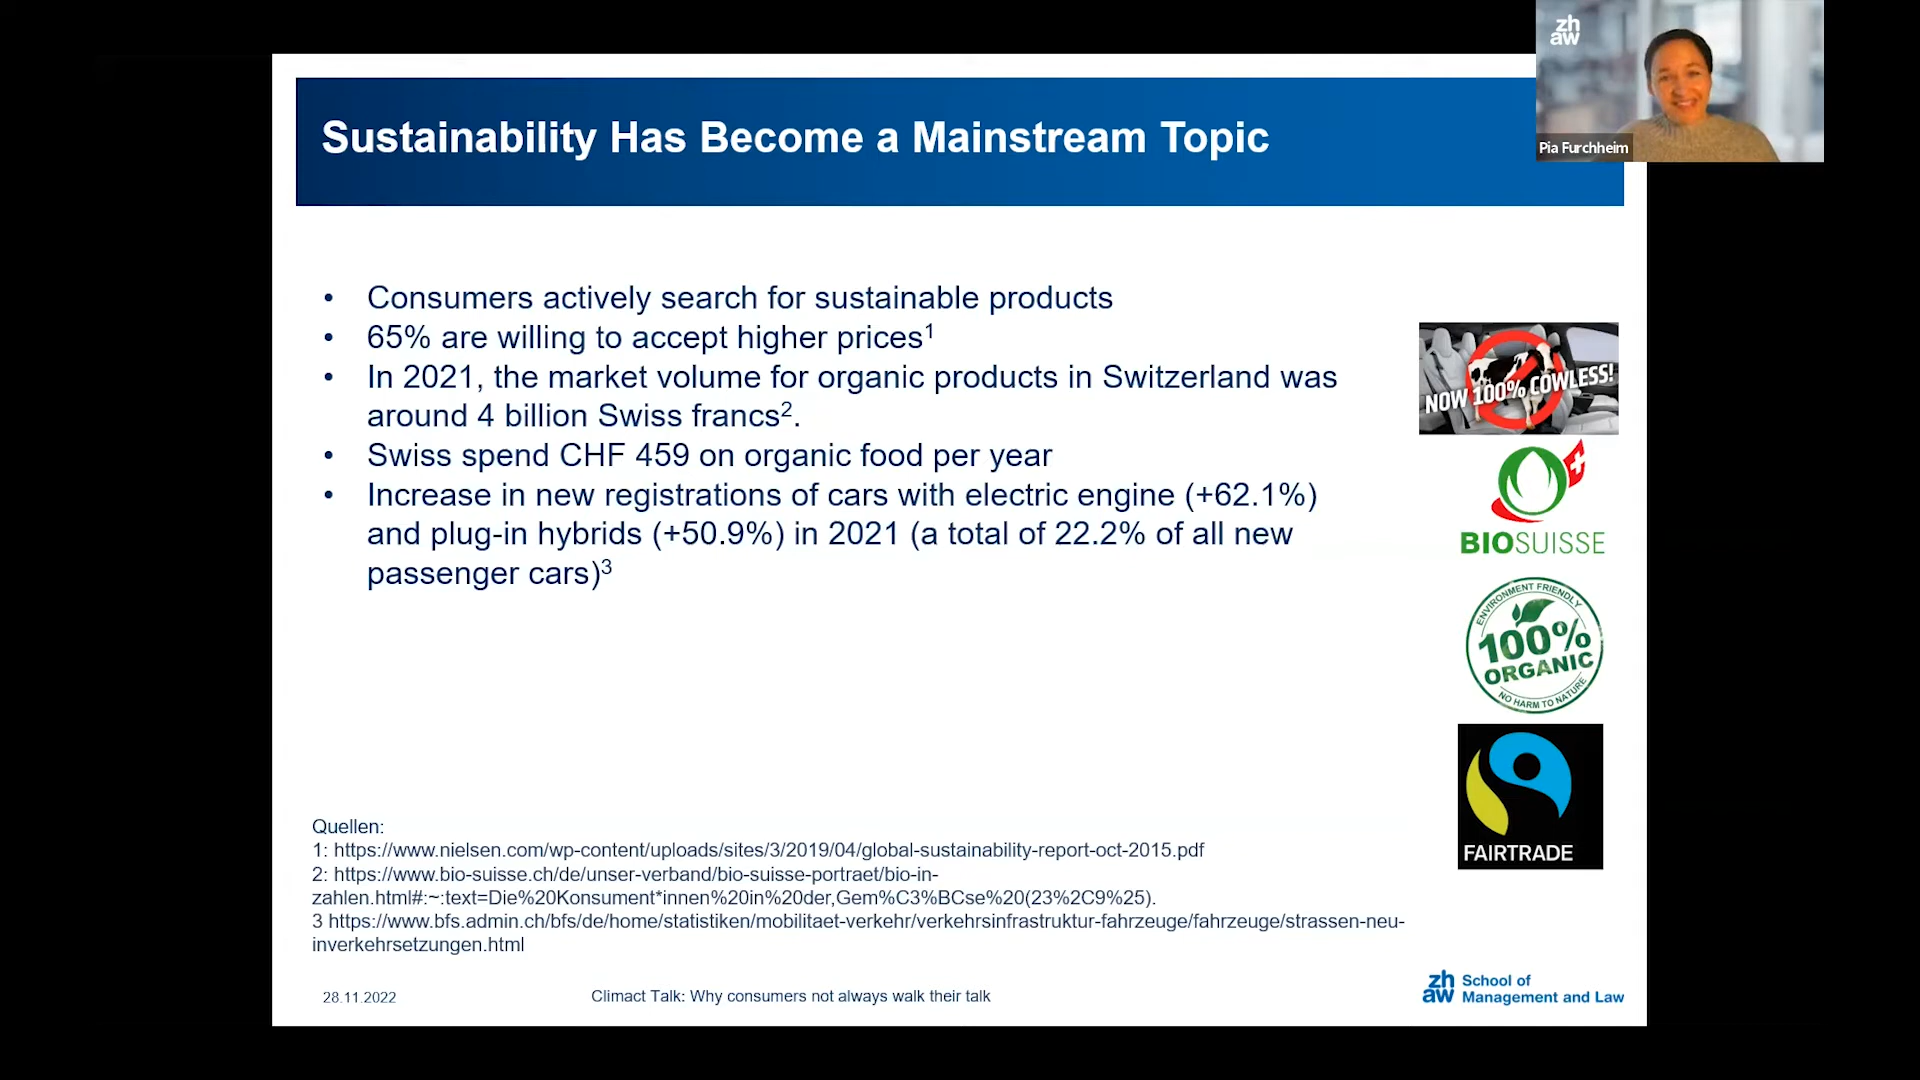 zh
aw
Pia Furchheim
Sustainability Has Become a Mainstream Topic
• Consumers actively search for sustainable products
• 65% are willing to accept higher prices1
• In 2021, the market volume for organic products in Switzerland was
around 4 billion Swiss francs2.
• Swiss spend CHF 459 on organic food per year
• Increase in new registrations of cars with electric engine (+62.1%)
and plug-in hybrids (+50.9%) in 2021 (a total of 22.2% of all new
passenger cars)3
NOW 100% COWLESS!
BIOSUISSE
ENVIRONMENT FRIENDLY
100%
ORGANIC
NO HARM TO NATURE
FAIRTRADE
Quellen:
1: https://www.nielsen.com/wp-content/uploads/sites/3/2019/04/global-sustainability-report-oct-2015.pdf
2: https://www.bio-suisse.ch/de/unser-verband/bio-suisse-portraet/bio-in-
zahlen.html#:~:text=Die%20Konsument*innen%20in%20der,Gem%C3%BCse%20(23%2C9%25).
3 https://www.bfs.admin.ch/bfs/de/home/statistiken/mobilitaet-verkehr/verkehrsinfrastruktur-fahrzeuge/fahrzeuge/strassen-neu-
inverkehrsetzungen.html
28.11.2022
Climact Talk: Why consumers not always walk their talk
zh
aw
School of
Management and Law